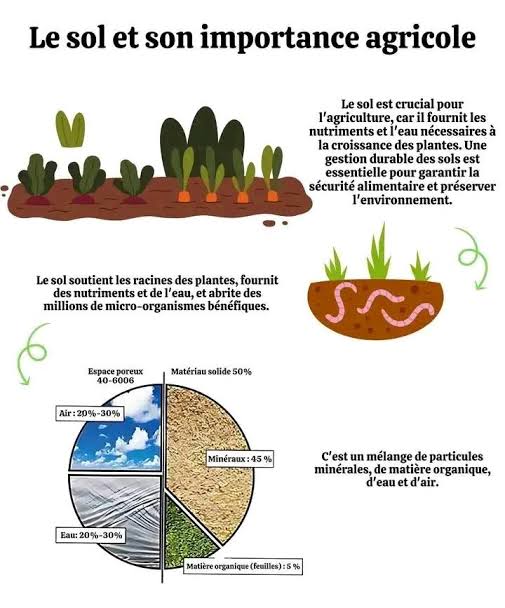 Le sol et son importance agricole
Le sol est crucial pour
l'agriculture, car il fournit les
nutriments et l'eau nécessaires à
la croissance des plantes. Une
gestion durable des sols est
essentielle pour garantir la
sécurité alimentaire et préserver
l'environnement.
Le sol soutient les racines des plantes, fournit
des nutriments et de l'eau, et abrite des
millions de micro-organismes bénéfiques.
Espace poreux
40-6006
Matériau solide 50%
Air : 20%-30%
Minéraux : 45 %
Eau: 20%-30%
Matière organique (feuilles) : 5 %
C'est un mélange de particules
minérales, de matière organique,
d'eau et d'air.